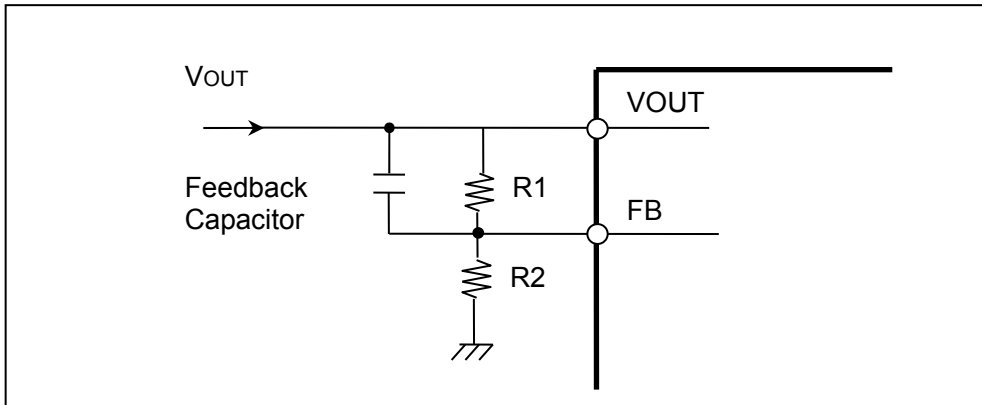 VOUT
VOUT
Feedback
Capacitor
R1
FB
R2